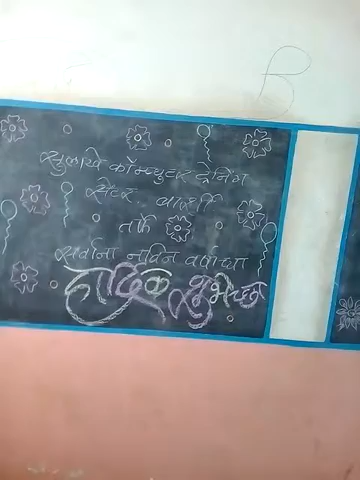 सुलाखे कॉम्प्युटर ट्रेनिंग
सेंटर बार्शी
तर्फे
सर्वांना नविन वर्षाच्या
हार्दिक शुभेच्छा